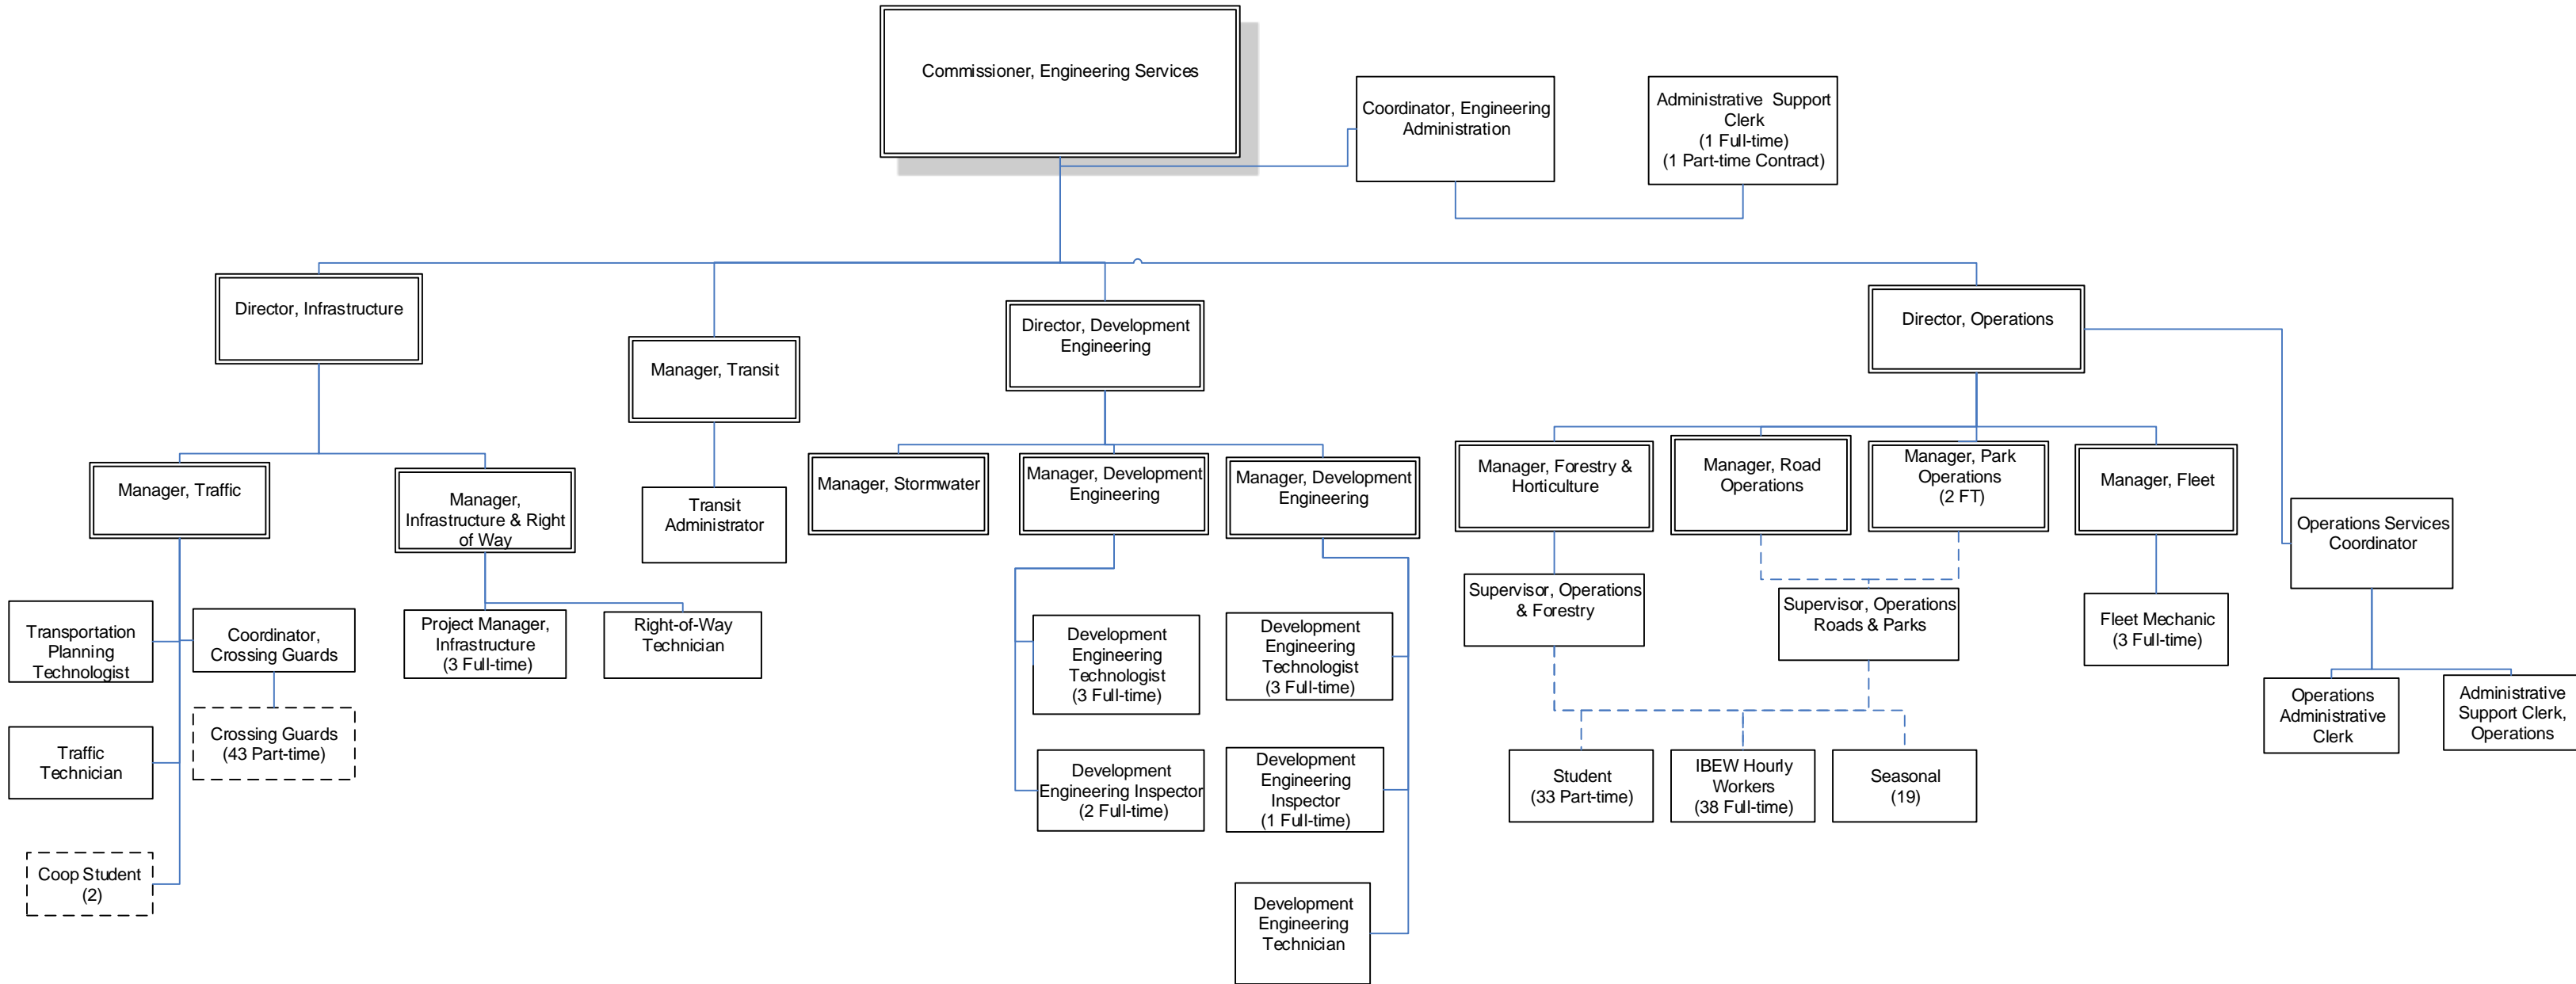 Commissioner, Engineering Services
Coordinator, Engineering
Administration
Administrative Support
Clerk
(1 Full-time)
(1 Part-time Contract)
Director, Infrastructure
Manager, Transit
Director, Development
Engineering
Director, Operations
Manager, Traffic
Manager,
Infrastructure & Right
of Way
Transit
Administrator
Manager, Stormwater
Manager, Development
Engineering
Manager, Development
Engineering
Manager, Forestry &
Horticulture
Manager, Road
Operations
Manager, Park
Operations
(2 FT)
Manager, Fleet
Operations Services
Coordinator
Transportation
Planning
Technologist
Coordinator,
Crossing Guards
Project Manager,
Infrastructure
(3 Full-time)
Right-of-Way
Technician
Development
Engineering
Technologist
(3 Full-time)
Development
Engineering
Technologist
(3 Full-time)
Supervisor, Operations
& Forestry
Supervisor, Operations
Roads & Parks
Fleet Mechanic
(3 Full-time)
Operations
Administrative
Clerk
Administrative
Support Clerk,
Operations
Traffic
Technician
Crossing Guards
(43 Part-time)
Development
Engineering Inspector
(2 Full-time)
Development
Engineering
Inspector
(1 Full-time)
Student
(33 Part-time)
IBEW Hourly
Workers
(38 Full-time)
Seasonal
(19)
Coop Student
(2)
Development
Engineering
Technician